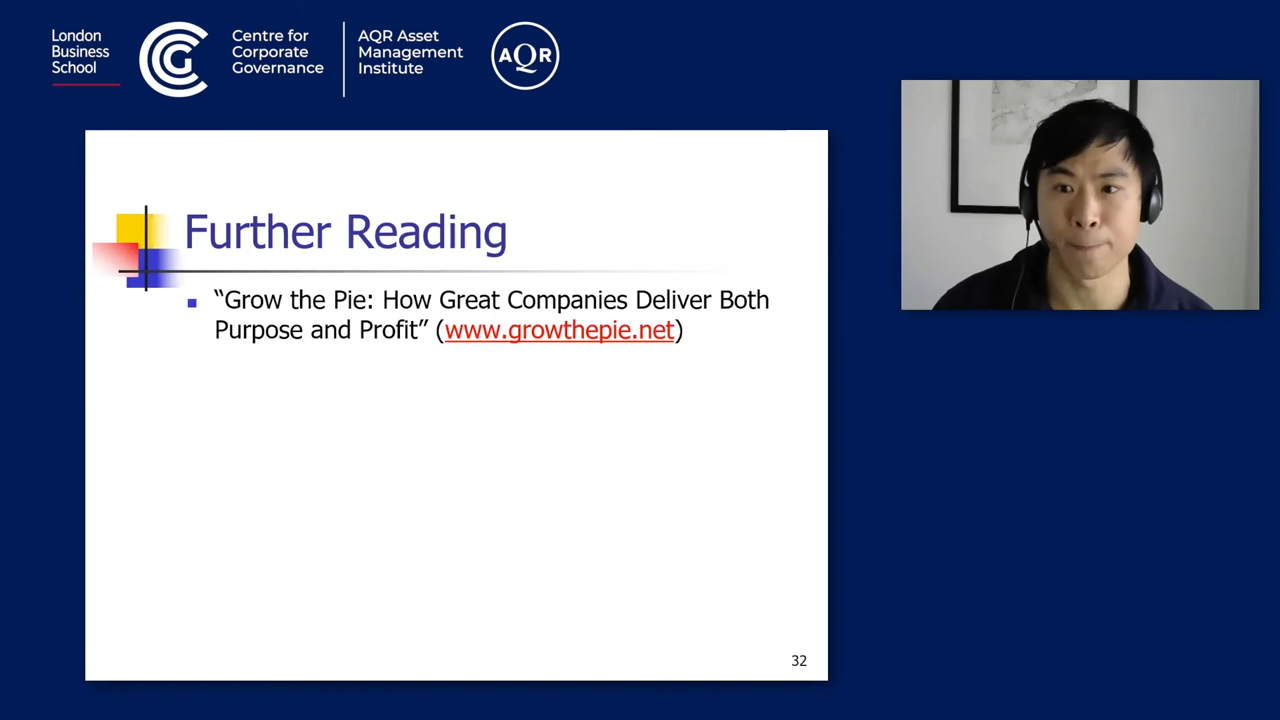 London
Business
School
Centre for
Corporate
Governance
AQR Asset
Management
Institute
AQR
Further Reading
“Grow the Pie: How Great Companies Deliver Both
Purpose and Profit” (www.growthepie.net)
32